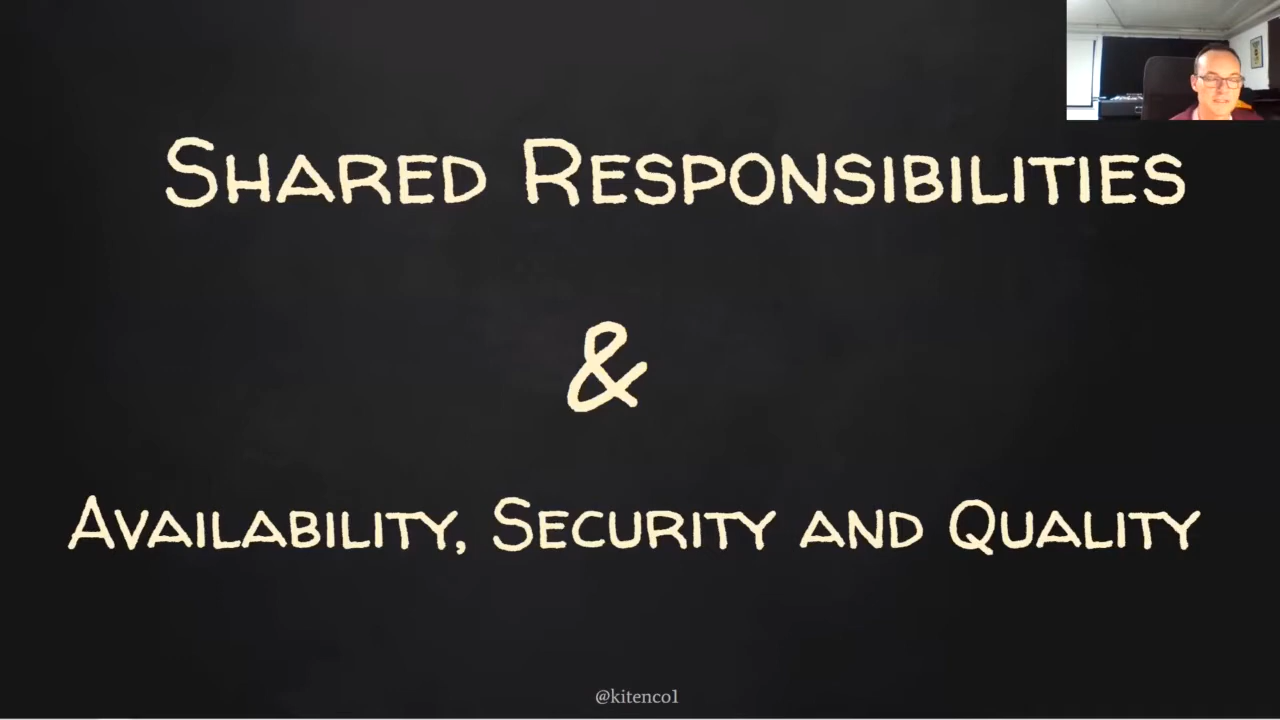 Shared Responsibilities
&
Availability, Security and Quality
@kitenco1